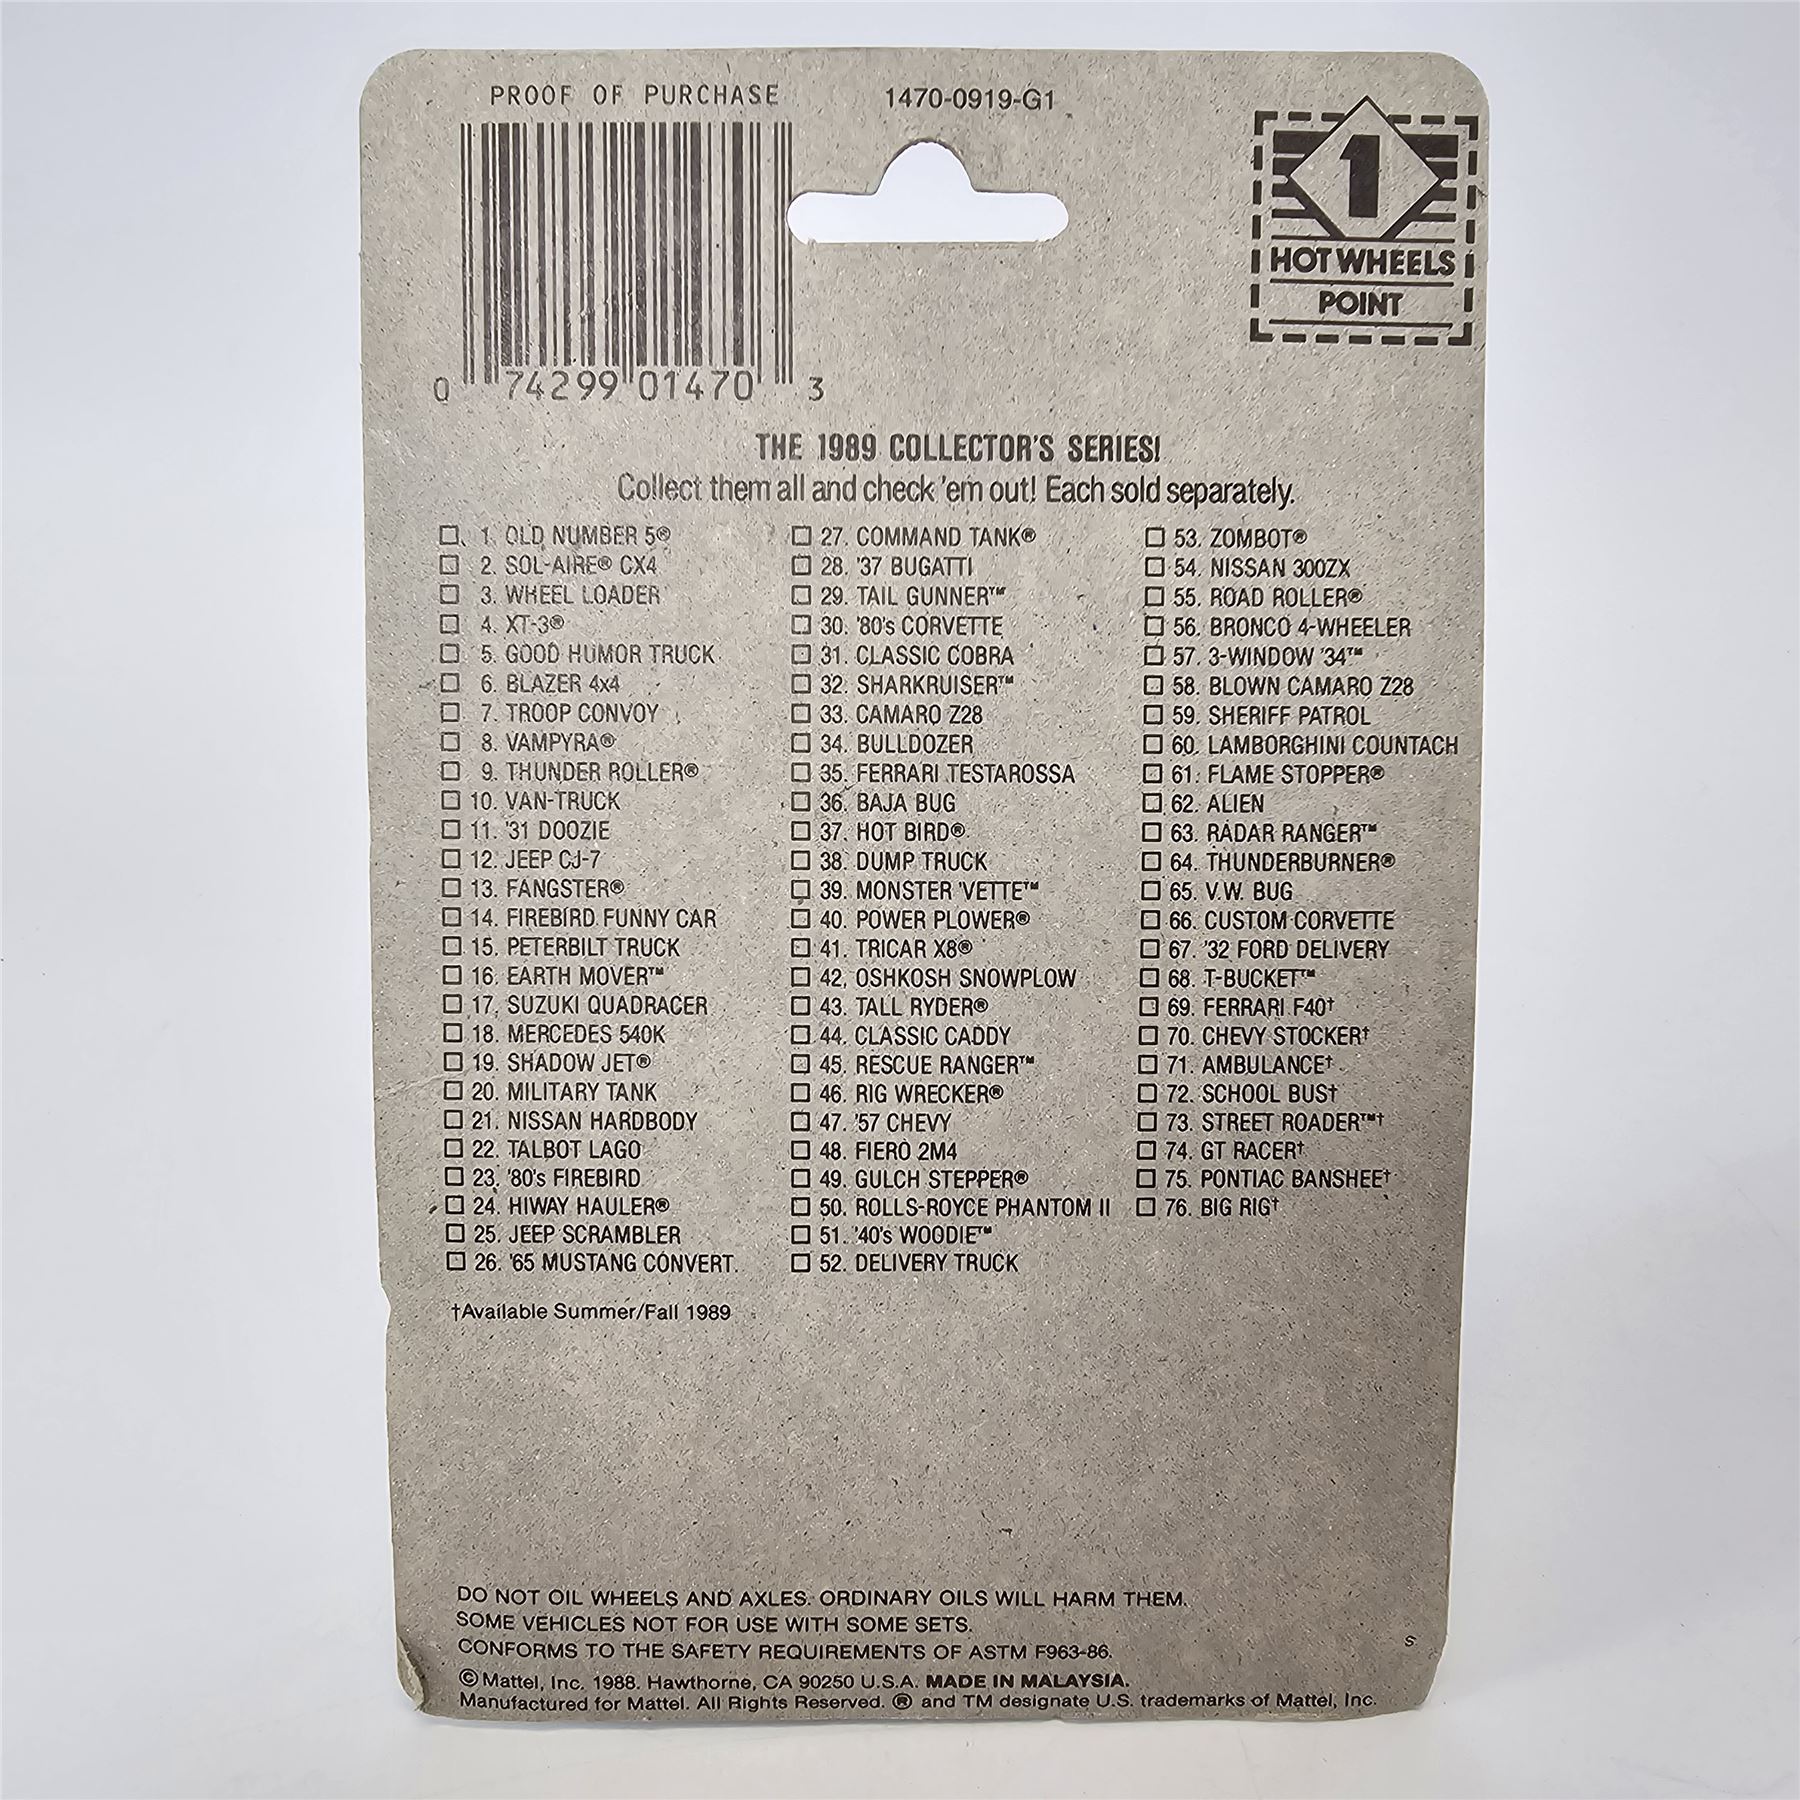 PROOF OF PURCHASE
1470-0919-G1
1
HOT WHEELS
POINT
0 74299 01470 3
THE 1989 COLLECTOR'S SERIES!
Collect them all and check 'em out! Each sold separately.
1. OLD NUMBER 5®
2. SOL-AIRE® CX4
3. WHEEL LOADER
4. XT-3®
5. GOOD HUMOR TRUCK
6. BLAZER 4x4
7. TROOP CONVOY
8. VAMPYRA®
9. THUNDER ROLLER®
10. VAN-TRUCK
11. '31 DOOZIE
12. JEEP CJ-7
13. FANGSTER®
14. FIREBIRD FUNNY CAR
15. PETERBILT TRUCK
16. EARTH MOVER™
17. SUZUKI QUADRACER
18. MERCEDES 540K
19. SHADOW JET®
20. MILITARY TANK
21. NISSAN HARDBODY
22. TALBOT LAGO
23. '80's FIREBIRD
24. HIWAY HAULER®
25. JEEP SCRAMBLER
26. '65 MUSTANG CONVERT.
27. COMMAND TANK®
28. '37 BUGATTI
29. TAIL GUNNER™
30. '80's CORVETTE
31. CLASSIC COBRA
32. SHARKRUISER™
33. CAMARO Z28
34. BULLDOZER
35. FERRARI TESTAROSSA
36. BAJA BUG
37. HOT BIRD®
38. DUMP TRUCK
39. MONSTER 'VETTE™
40. POWER PLOWER®
41. TRICAR X8®
42. OSHKOSH SNOWPLOW
43. TALL RYDER®
44. CLASSIC CADDY
45. RESCUE RANGER™
46. RIG WRECKER®
47. '57 CHEVY
48. FIERO 2M4
49. GULCH STEPPER®
50. ROLLS-ROYCE PHANTOM II
51. '40's WOODIE™
52. DELIVERY TRUCK
53. ZOMBOT®
54. NISSAN 300ZX
55. ROAD ROLLER®
56. BRONCO 4-WHEELER
57. 3-WINDOW '34™
58. BLOWN CAMARO Z28
59. SHERIFF PATROL
60. LAMBORGHINI COUNTACH
61. FLAME STOPPER®
62. ALIEN
63. RADAR RANGER™
64. THUNDERBURNER®
65. V.W. BUG
66. CUSTOM CORVETTE
67. '32 FORD DELIVERY
68. T-BUCKET™
69. FERRARI F40†
70. CHEVY STOCKER†
71. AMBULANCE†
72. SCHOOL BUS†
73. STREET ROADER™†
74. GT RACER†
75. PONTIAC BANSHEE†
76. BIG RIG†
†Available Summer/Fall 1989
DO NOT OIL WHEELS AND AXLES. ORDINARY OILS WILL HARM THEM.
SOME VEHICLES NOT FOR USE WITH SOME SETS.
CONFORMS TO THE SAFETY REQUIREMENTS OF ASTM F963-86.
S
© Mattel, Inc. 1988. Hawthorne, CA 90250 U.S.A. MADE IN MALAYSIA.
Manufactured for Mattel. All Rights Reserved. ® and TM designate U.S. trademarks of Mattel, Inc.